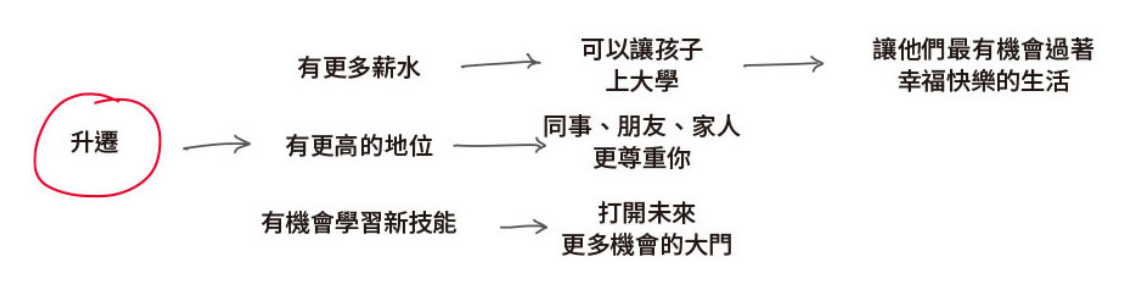 升遷
有更多薪水
可以讓孩子
上大學
讓他們最有機會過著
幸福快樂的生活
有更高的地位
同事、朋友、家人
更尊重你
有機會學習新技能
打開未來
更多機會的大門